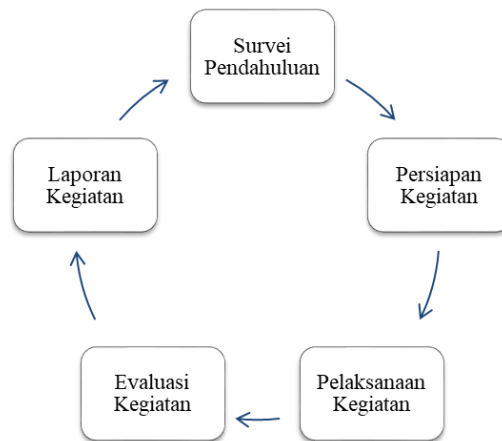 Survei
Pendahuluan
Persiapan
Kegiatan
Pelaksanaan
Kegiatan
Evaluasi
Kegiatan
Laporan
Kegiatan